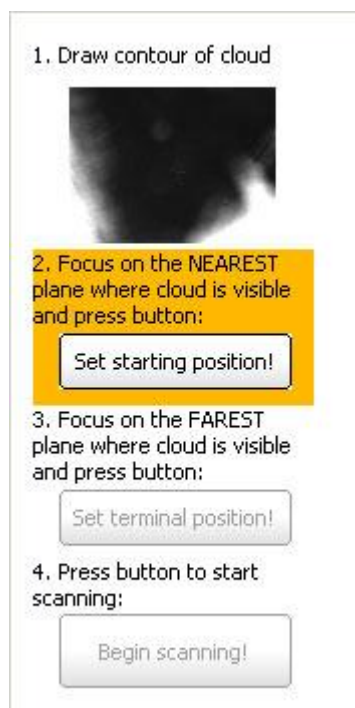 1. Draw contour of cloud
2. Focus on the NEAREST
plane where cloud is visible
and press button:
Set starting position!
3. Focus on the FAREST
plane where cloud is visible
and press button:
Set terminal position!
4. Press button to start
scanning:
Begin scanning!